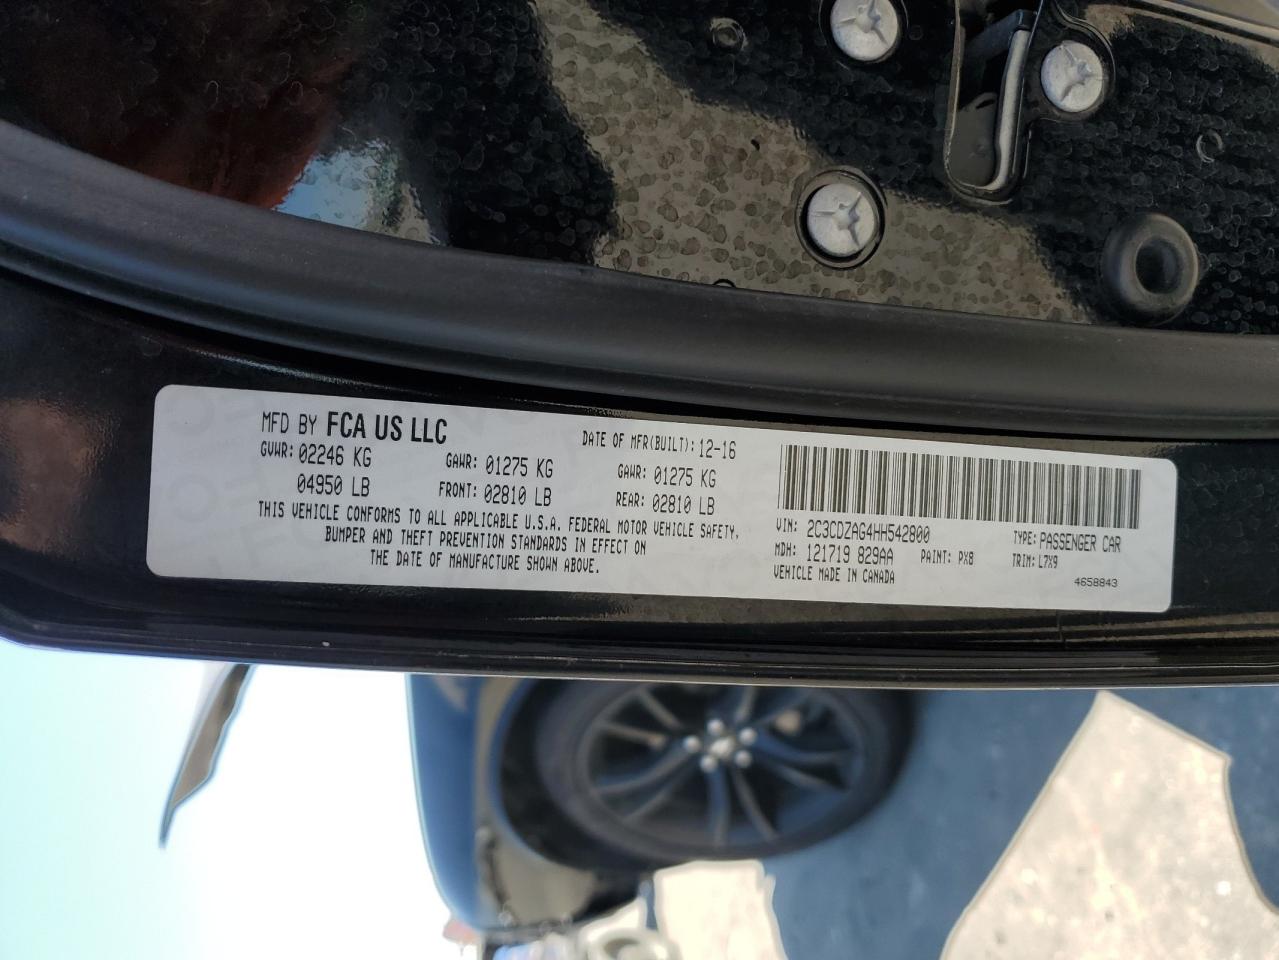 MFD BY FCA US LLC
DATE OF MFR(BUILT): 12-16
GVWR: 02246 KG
GAWR: 01275 KG
GAWR: 01275 KG
04950 LB
FRONT: 02810 LB
REAR: 02810 LB
THIS VEHICLE CONFORMS TO ALL APPLICABLE U.S.A. FEDERAL MOTOR VEHICLE SAFETY,
BUMPER AND THEFT PREVENTION STANDARDS IN EFFECT ON
THE DATE OF MANUFACTURE SHOWN ABOVE.
VIN: 2C3CDZAG4HH542800
TYPE: PASSENGER CAR
MDH: 121719 829AA
PAINT: PX8
TRIM: L7X9
VEHICLE MADE IN CANADA
4658843